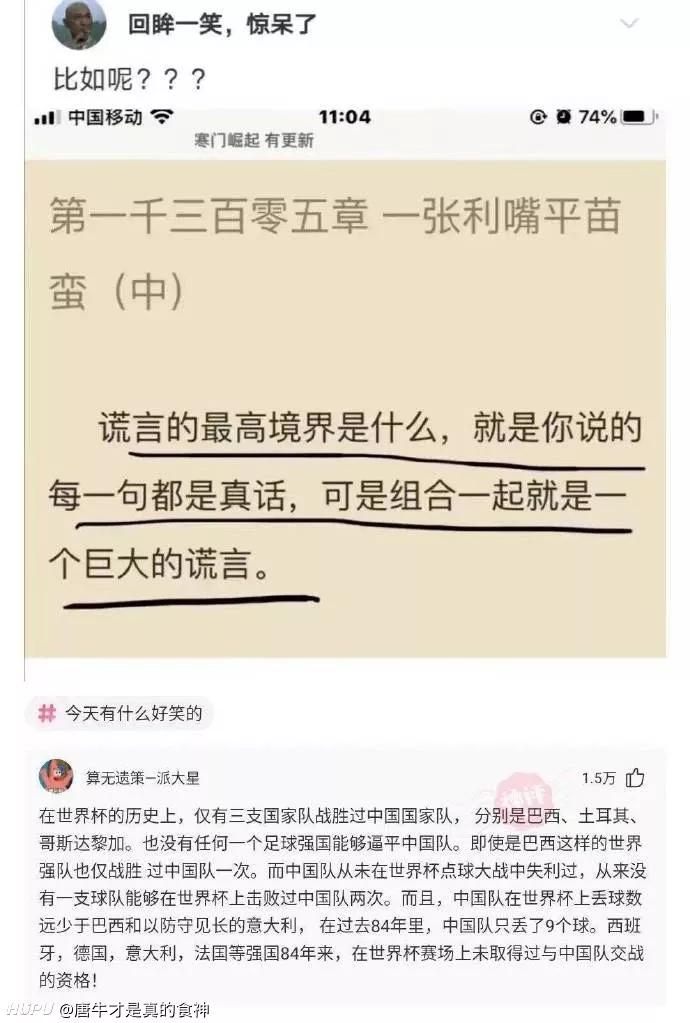 回眸一笑，惊呆了
比如呢？？？
中国移动 11:04 74%
寒门崛起 有更新
第一千三百零五章 一张利嘴平苗
蛮（中）
谎言的最高境界是什么，就是你说的
每一句都是真话，可是组合一起就是一
个巨大的谎言。
# 今天有什么好笑的
算无遗策—派大星 1.5万
神评
在世界杯的历史上，仅有三支国家队战胜过中国国家队， 分别是巴西、土耳其、
哥斯达黎加。也没有任何一个足球强国能够逼平中国队。即使是巴西这样的世界
强队也仅战胜 过中国队一次。而中国队从未在世界杯点球大战中失利过，从来没
有一支球队能够在世界杯上击败过中国队两次。而且，中国队在世界杯上丢球数
远少于巴西和以防守见长的意大利， 在过去84年里，中国队只丢了9个球。西班
牙，德国，意大利，法国等强国84年来，在世界杯赛场上未取得过与中国队交战
的资格！
HUPU @唐牛才是真的食神